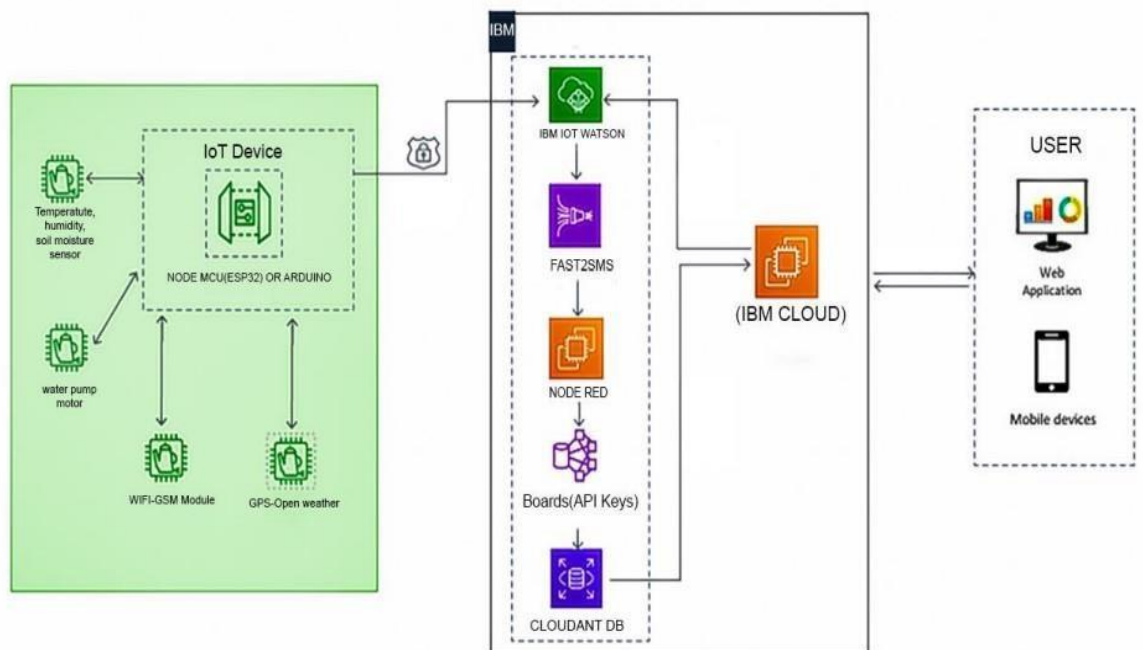 IBM
IoT Device
NODE MCU(ESP32) OR ARDUINO
Temperatute,
humidity,
soil moisture
sensor
water pump
motor
WIFI-GSM Module
GPS-Open weather
IBM IOT WATSON
FAST2SMS
NODE RED
Boards(API Keys)
CLOUDANT DB
(IBM CLOUD)
USER
Web
Application
Mobile devices